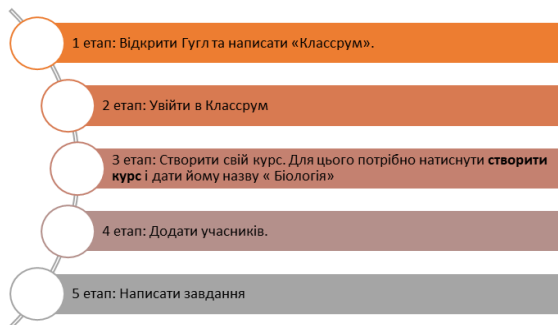 1 етап: Відкрити Гугл та написати «Классрум».
2 етап: Увійти в Классрум
3 етап: Створити свій курс. Для цього потрібно натиснути створити
курс і дати йому назву « Біологія»
4 етап: Додати учасників.
5 етап: Написати завдання